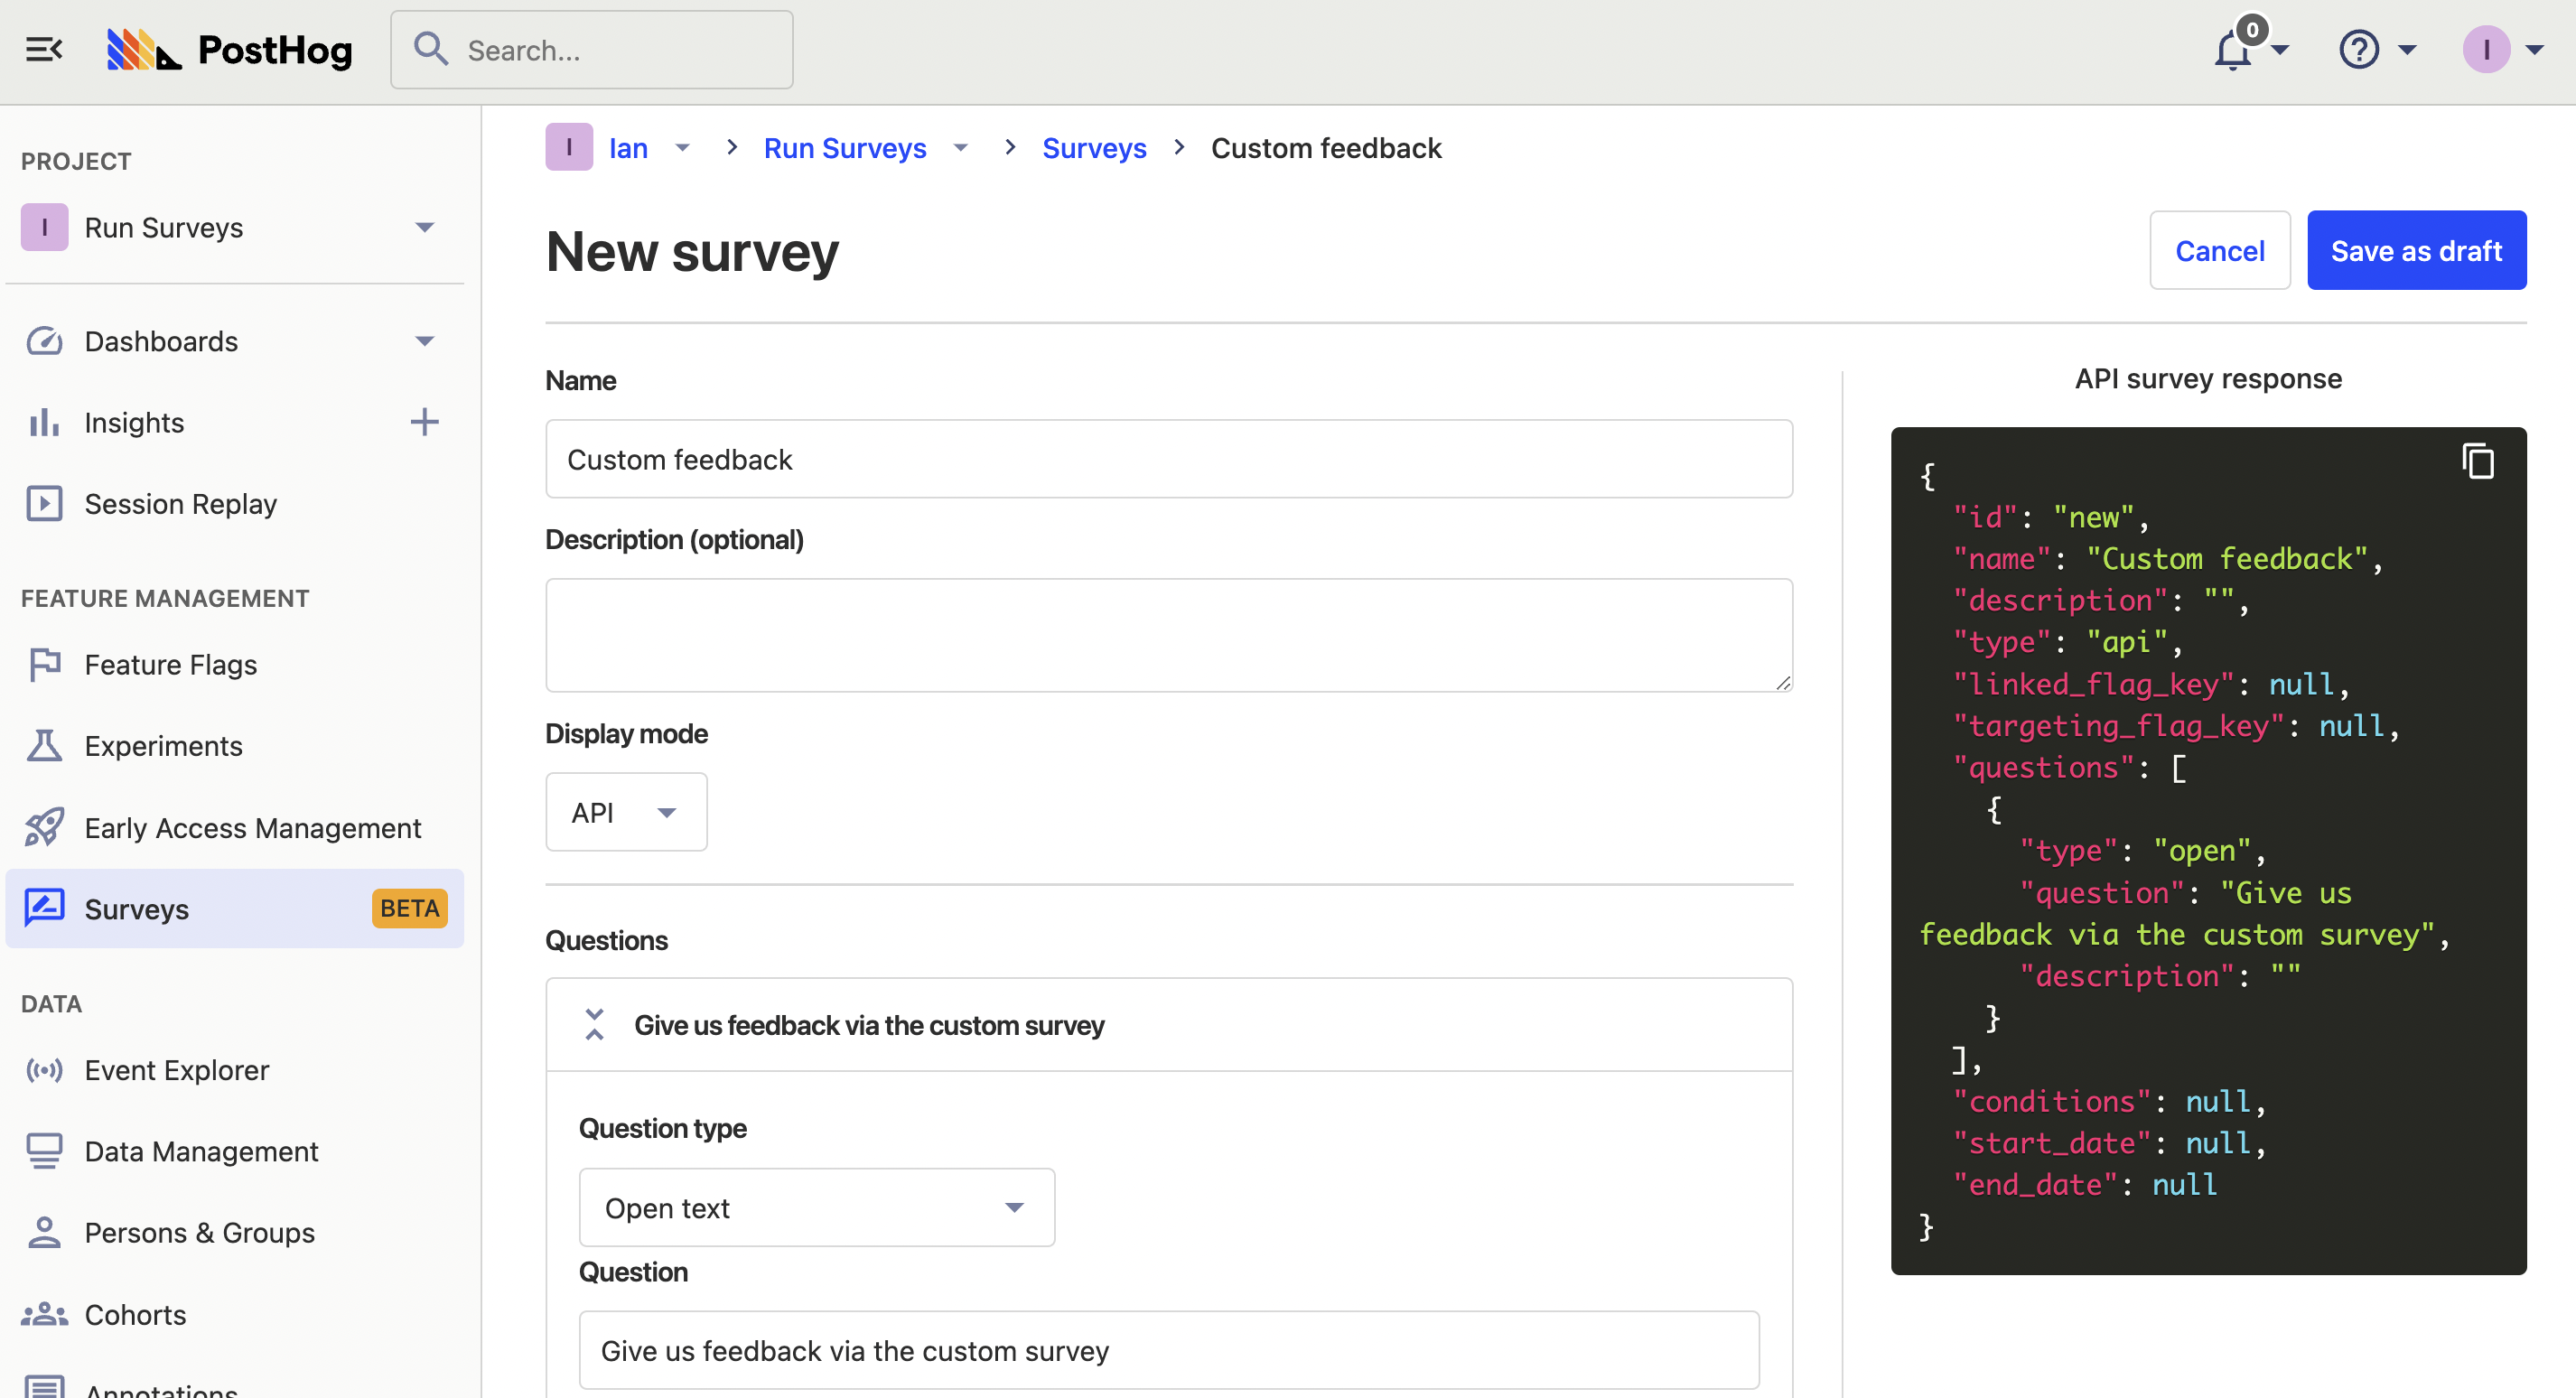 PostHog
Search...
0
I
PROJECT
I Run Surveys
Dashboards
Insights
Session Replay
FEATURE MANAGEMENT
Feature Flags
Experiments
Early Access Management
Surveys BETA
DATA
Event Explorer
Data Management
Persons & Groups
Cohorts
Annotations
I Ian > Run Surveys > Surveys > Custom feedback
New survey
Cancel
Save as draft
Name
Custom feedback
Description (optional)
Display mode
API
Questions
Give us feedback via the custom survey
Question type
Open text
Question
Give us feedback via the custom survey
API survey response
{
"id": "new",
"name": "Custom feedback",
"description": "",
"type": "api",
"linked_flag_key": null,
"targeting_flag_key": null,
"questions": [
{
"type": "open",
"question": "Give us
feedback via the custom survey",
"description": ""
}
],
"conditions": null,
"start_date": null,
"end_date": null
}